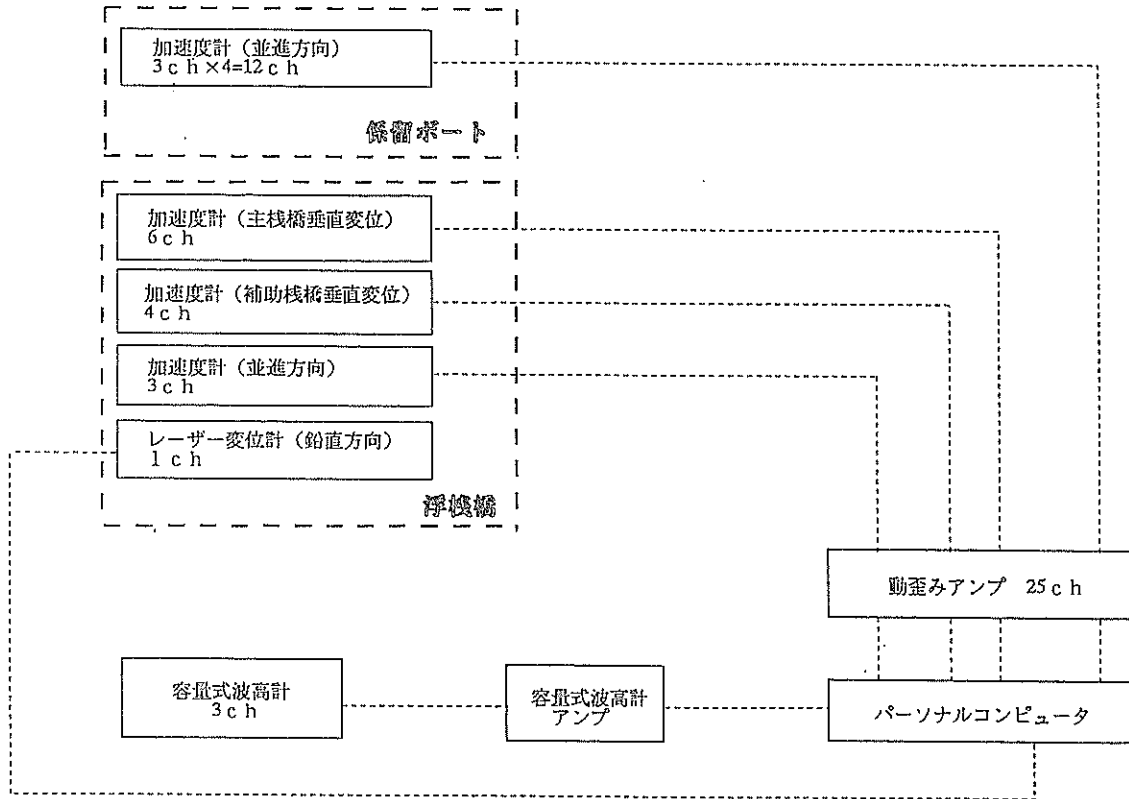 加速度計（並進方向）
3ch×4=12ch
係留ボート
加速度計（主桟橋垂直変位）
6ch
加速度計（補助桟橋垂直変位）
4ch
加速度計（並進方向）
3ch
レーザー変位計（鉛直方向）
1ch
浮桟橋
動歪みアンプ　25ch
容量式波高計
3ch
容量式波高計
アンプ
パーソナルコンピュータ